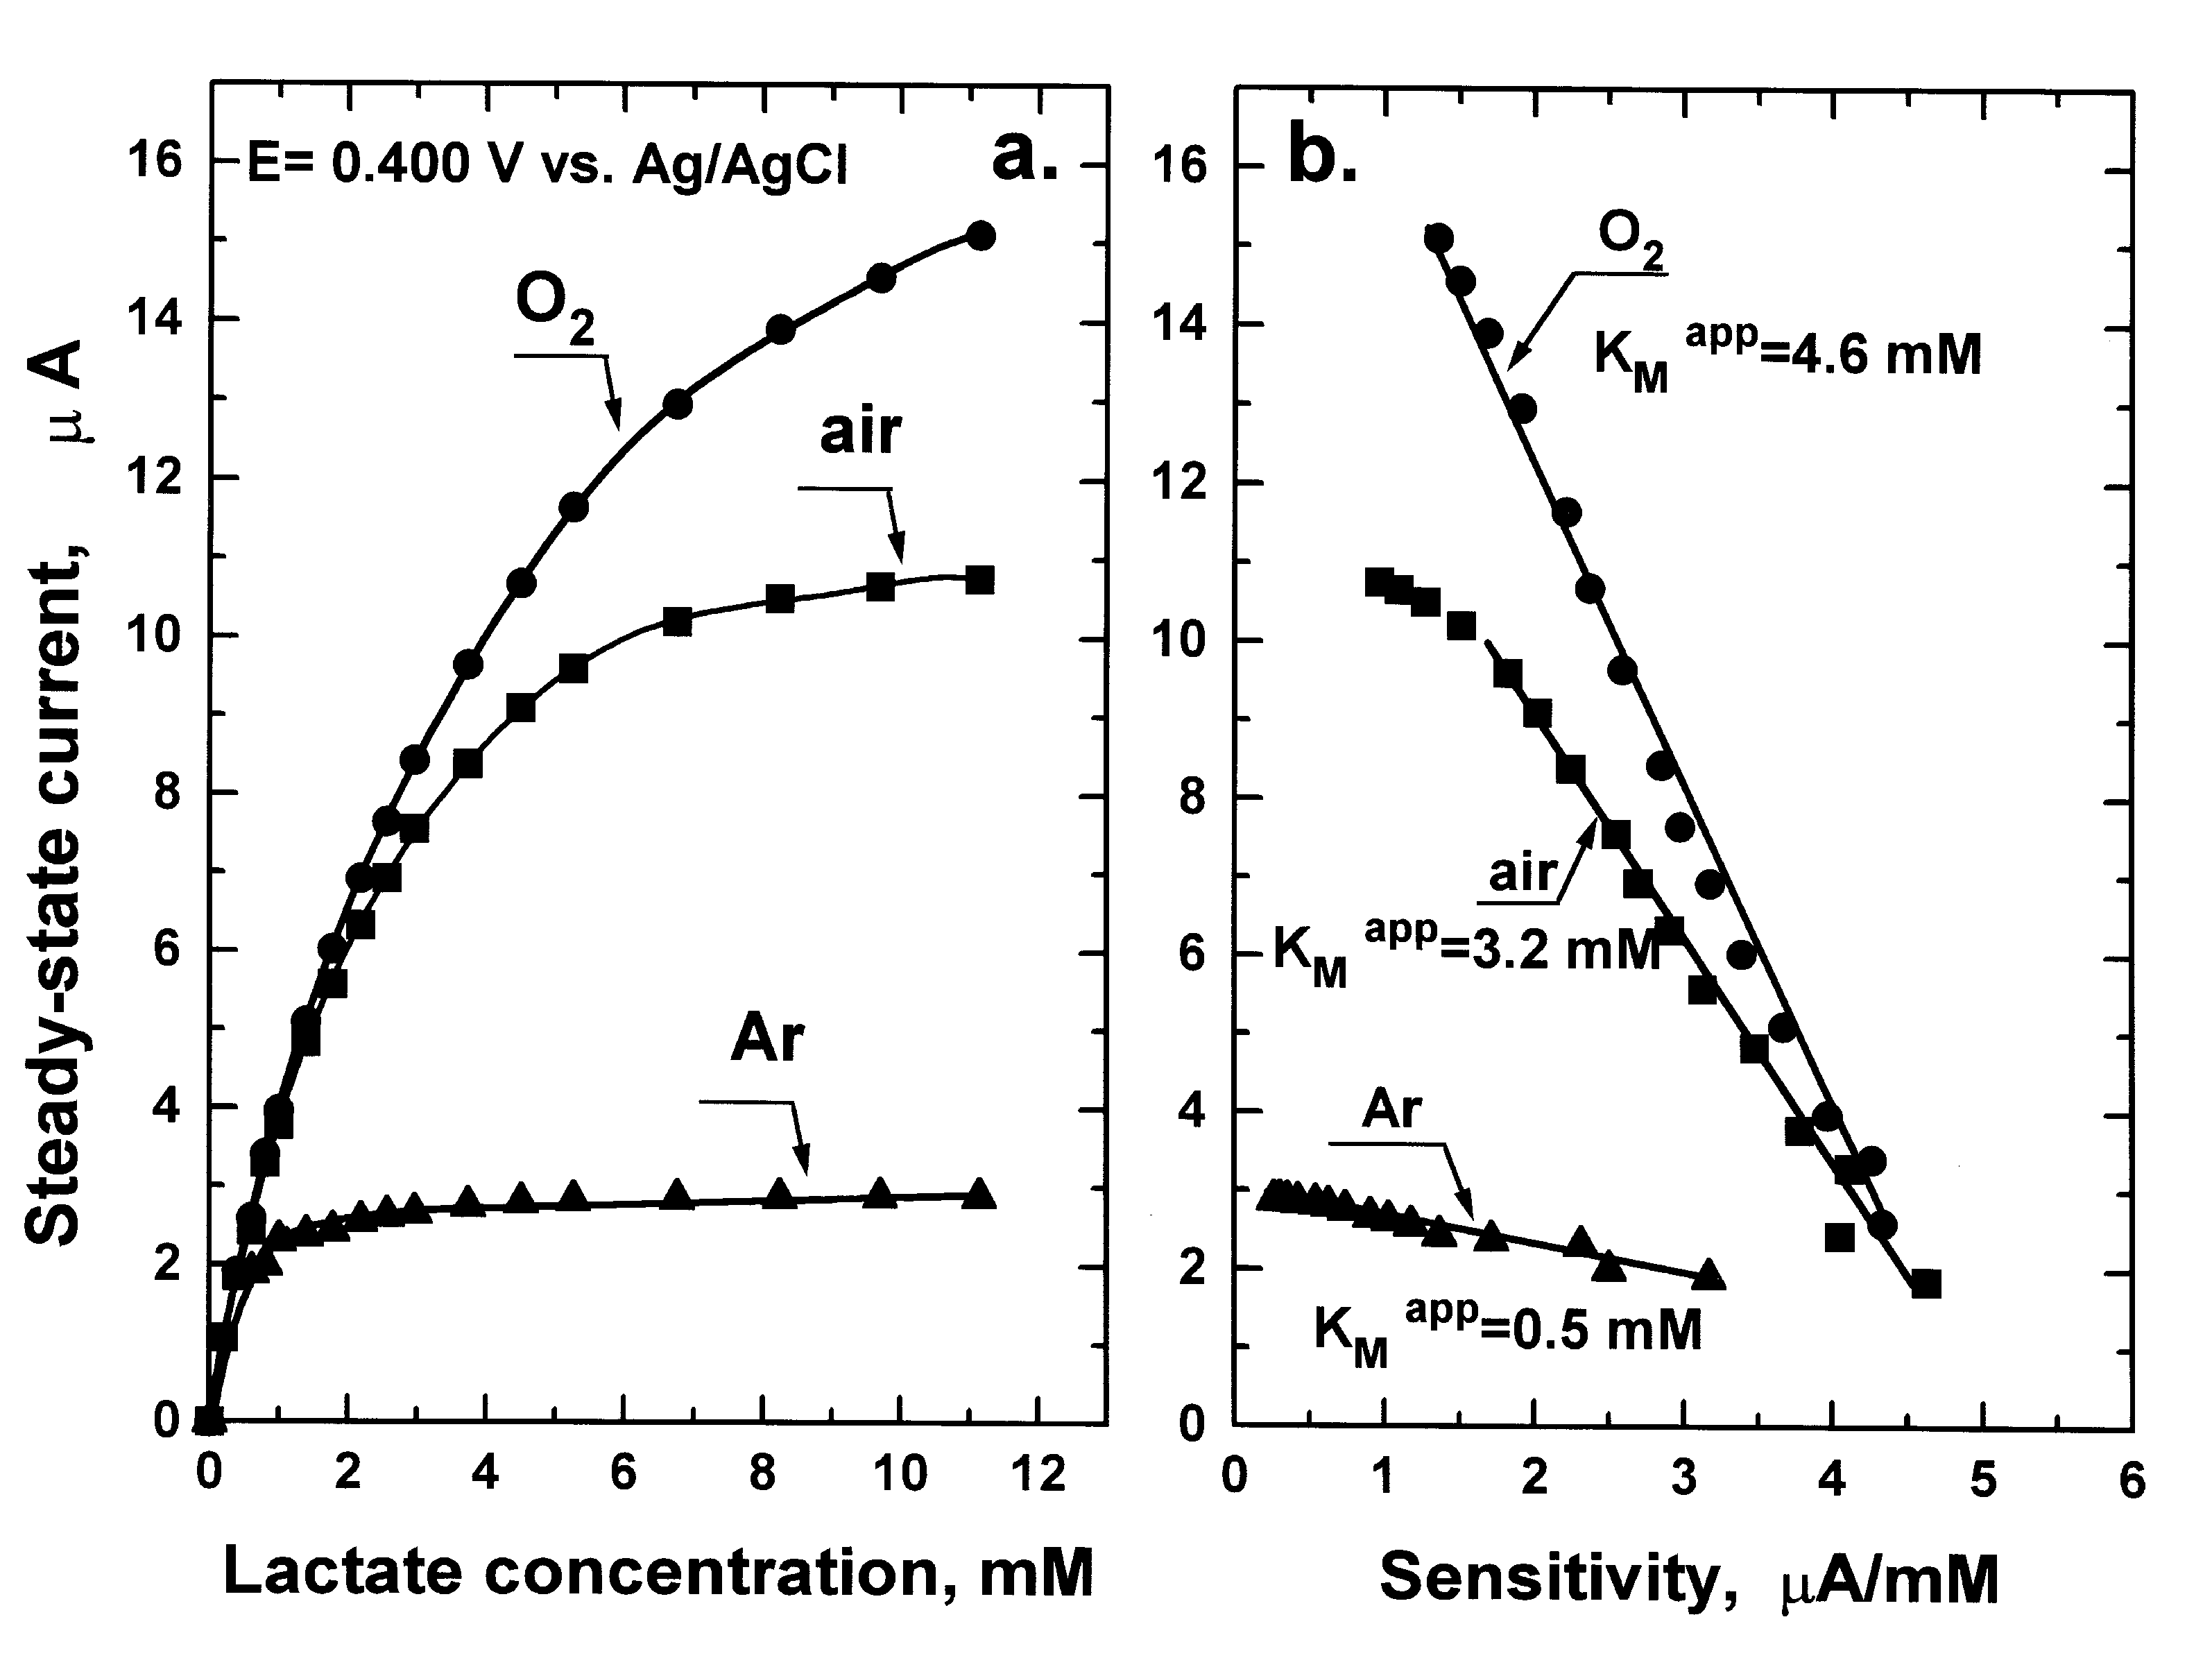 E= 0.400 V vs. Ag/AgCl
a.
O2
air
Ar
16
14
12
10
8
6
4
2
0
0 2 4 6 8 10 12
Steady-state current, μ A
Lactate concentration, mM
b.
O2
KM app=4.6 mM
air
KM app=3.2 mM
Ar
KM app=0.5 mM
16
14
12
10
8
6
4
2
0
0 1 2 3 4 5 6
Sensitivity, μA/mM